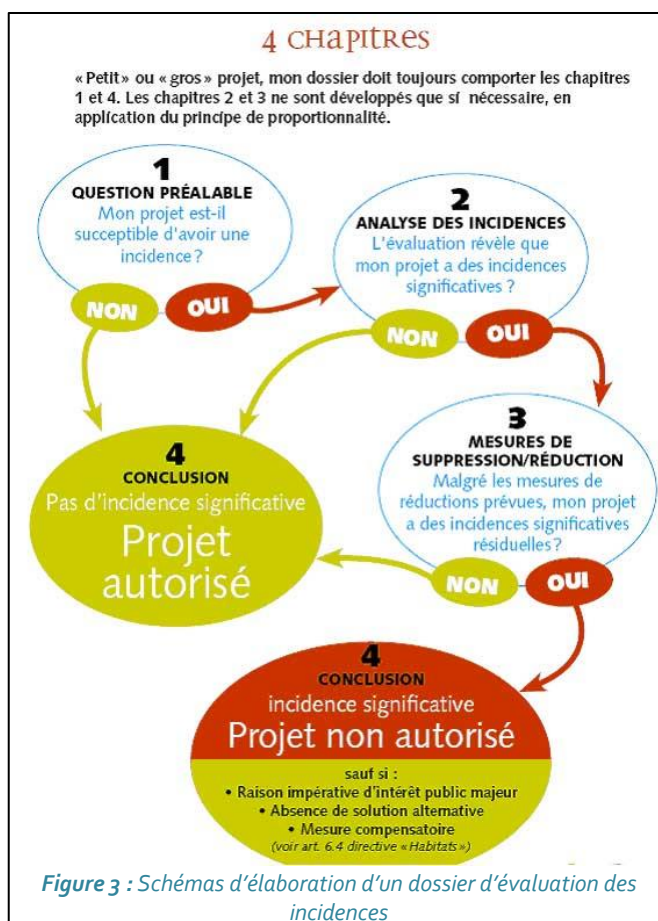 4 CHAPITRES
« Petit » ou « gros » projet, mon dossier doit toujours comporter les chapitres
1 et 4. Les chapitres 2 et 3 ne sont développés que si nécessaire, en
application du principe de proportionnalité.
1
QUESTION PRÉALABLE
Mon projet est-il
succeptible d'avoir une
incidence ?
NON
OUI
2
ANALYSE DES INCIDENCES
L'évaluation révèle que
mon projet a des incidences
significatives ?
NON
OUI
3
MESURES DE
SUPPRESSION/RÉDUCTION
Malgré les mesures de
réductions prévues, mon projet
a des incidences significatives
résiduelles ?
NON
OUI
4
CONCLUSION
Pas d'incidence significative
Projet
autorisé
4
CONCLUSION
incidence significative
Projet non autorisé
sauf si :
• Raison impérative d'intérêt public majeur
• Absence de solution alternative
• Mesure compensatoire
(voir art. 6.4 directive « Habitats »)
Figure 3 : Schémas d'élaboration d'un dossier d'évaluation des
incidences